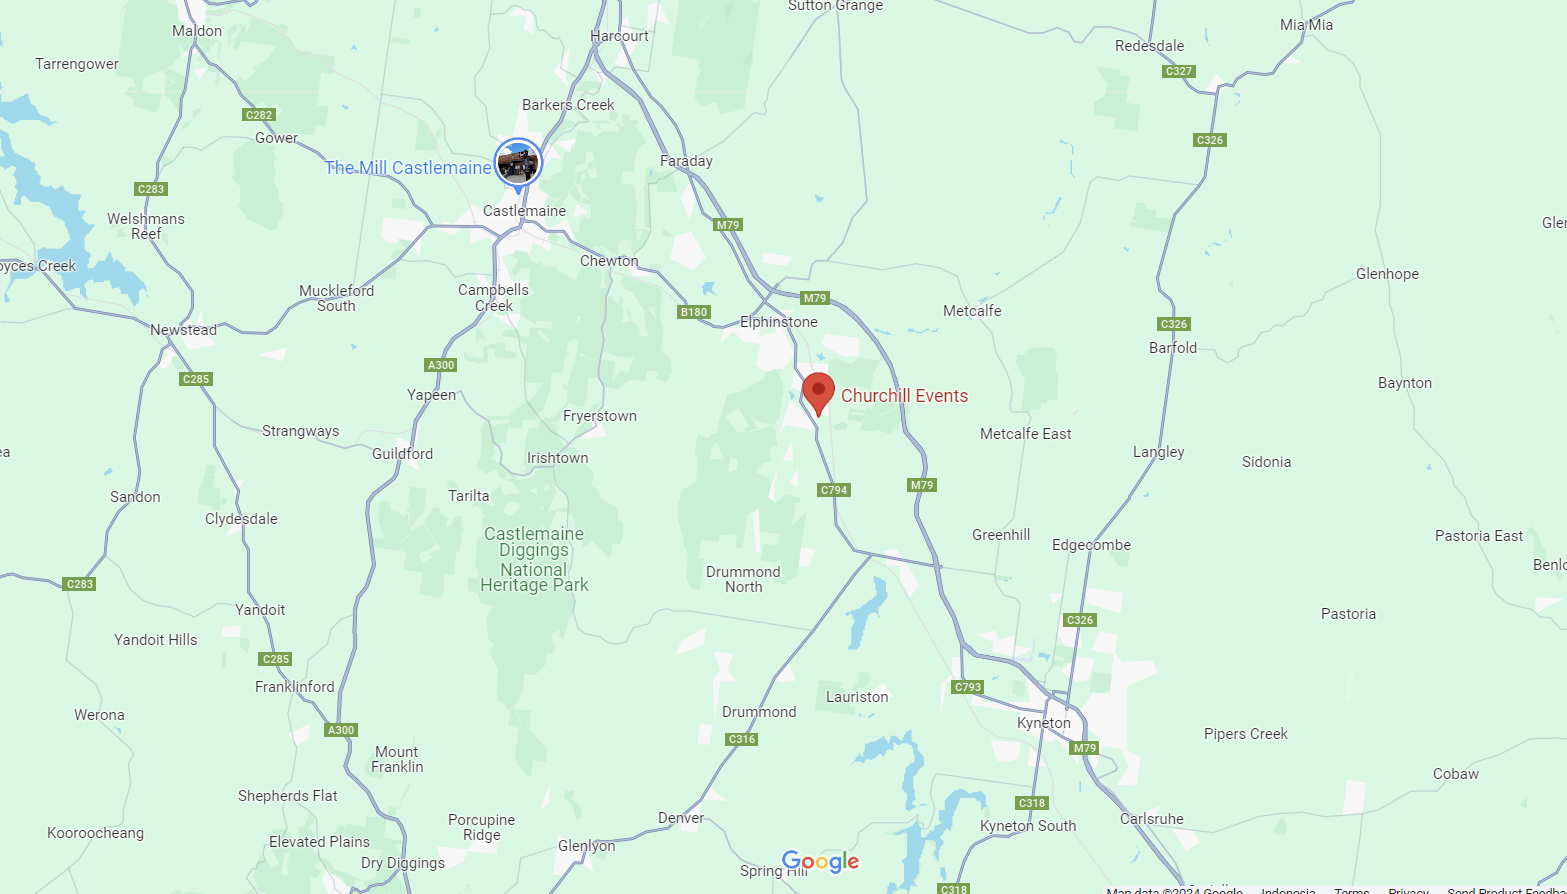 Sutton Grange
Maldon
Mia Mia
Harcourt
Redesdale
Tarrengower
C327
Barkers Creek
C282
Gower
C326
Faraday
The Mill Castlemaine
C283
Castlemaine
Welshmans
Reef
M79
Glen
Chewton
oyces Creek
Glenhope
Muckleford
South
Campbells
Creek
M79
B180
Metcalfe
Elphinstone
C326
Newstead
Barfold
A300
C285
Baynton
Yapeen
Churchill Events
Fryerstown
Strangways
Metcalfe East
ea
Guildford
Langley
Irishtown
Sidonia
M79
C794
Sandon
Tarilta
Clydesdale
Castlemaine
Diggings
National
Heritage Park
Greenhill
Pastoria East
Edgecombe
Benlo
Drummond
North
C283
Yandoit
Pastoria
C326
Yandoit Hills
C285
Franklinford
C793
Lauriston
Werona
Drummond
Kyneton
A300
C316
Pipers Creek
M79
Mount
Franklin
Cobaw
Shepherds Flat
C318
Porcupine
Ridge
Denver
Kyneton South
Carlsruhe
Kooroocheang
Elevated Plains
Glenlyon
Dry Diggings
Google
Spring Hill
C318
Map data ©2024 Google Indonesia Terms Privacy Send Product Feedba